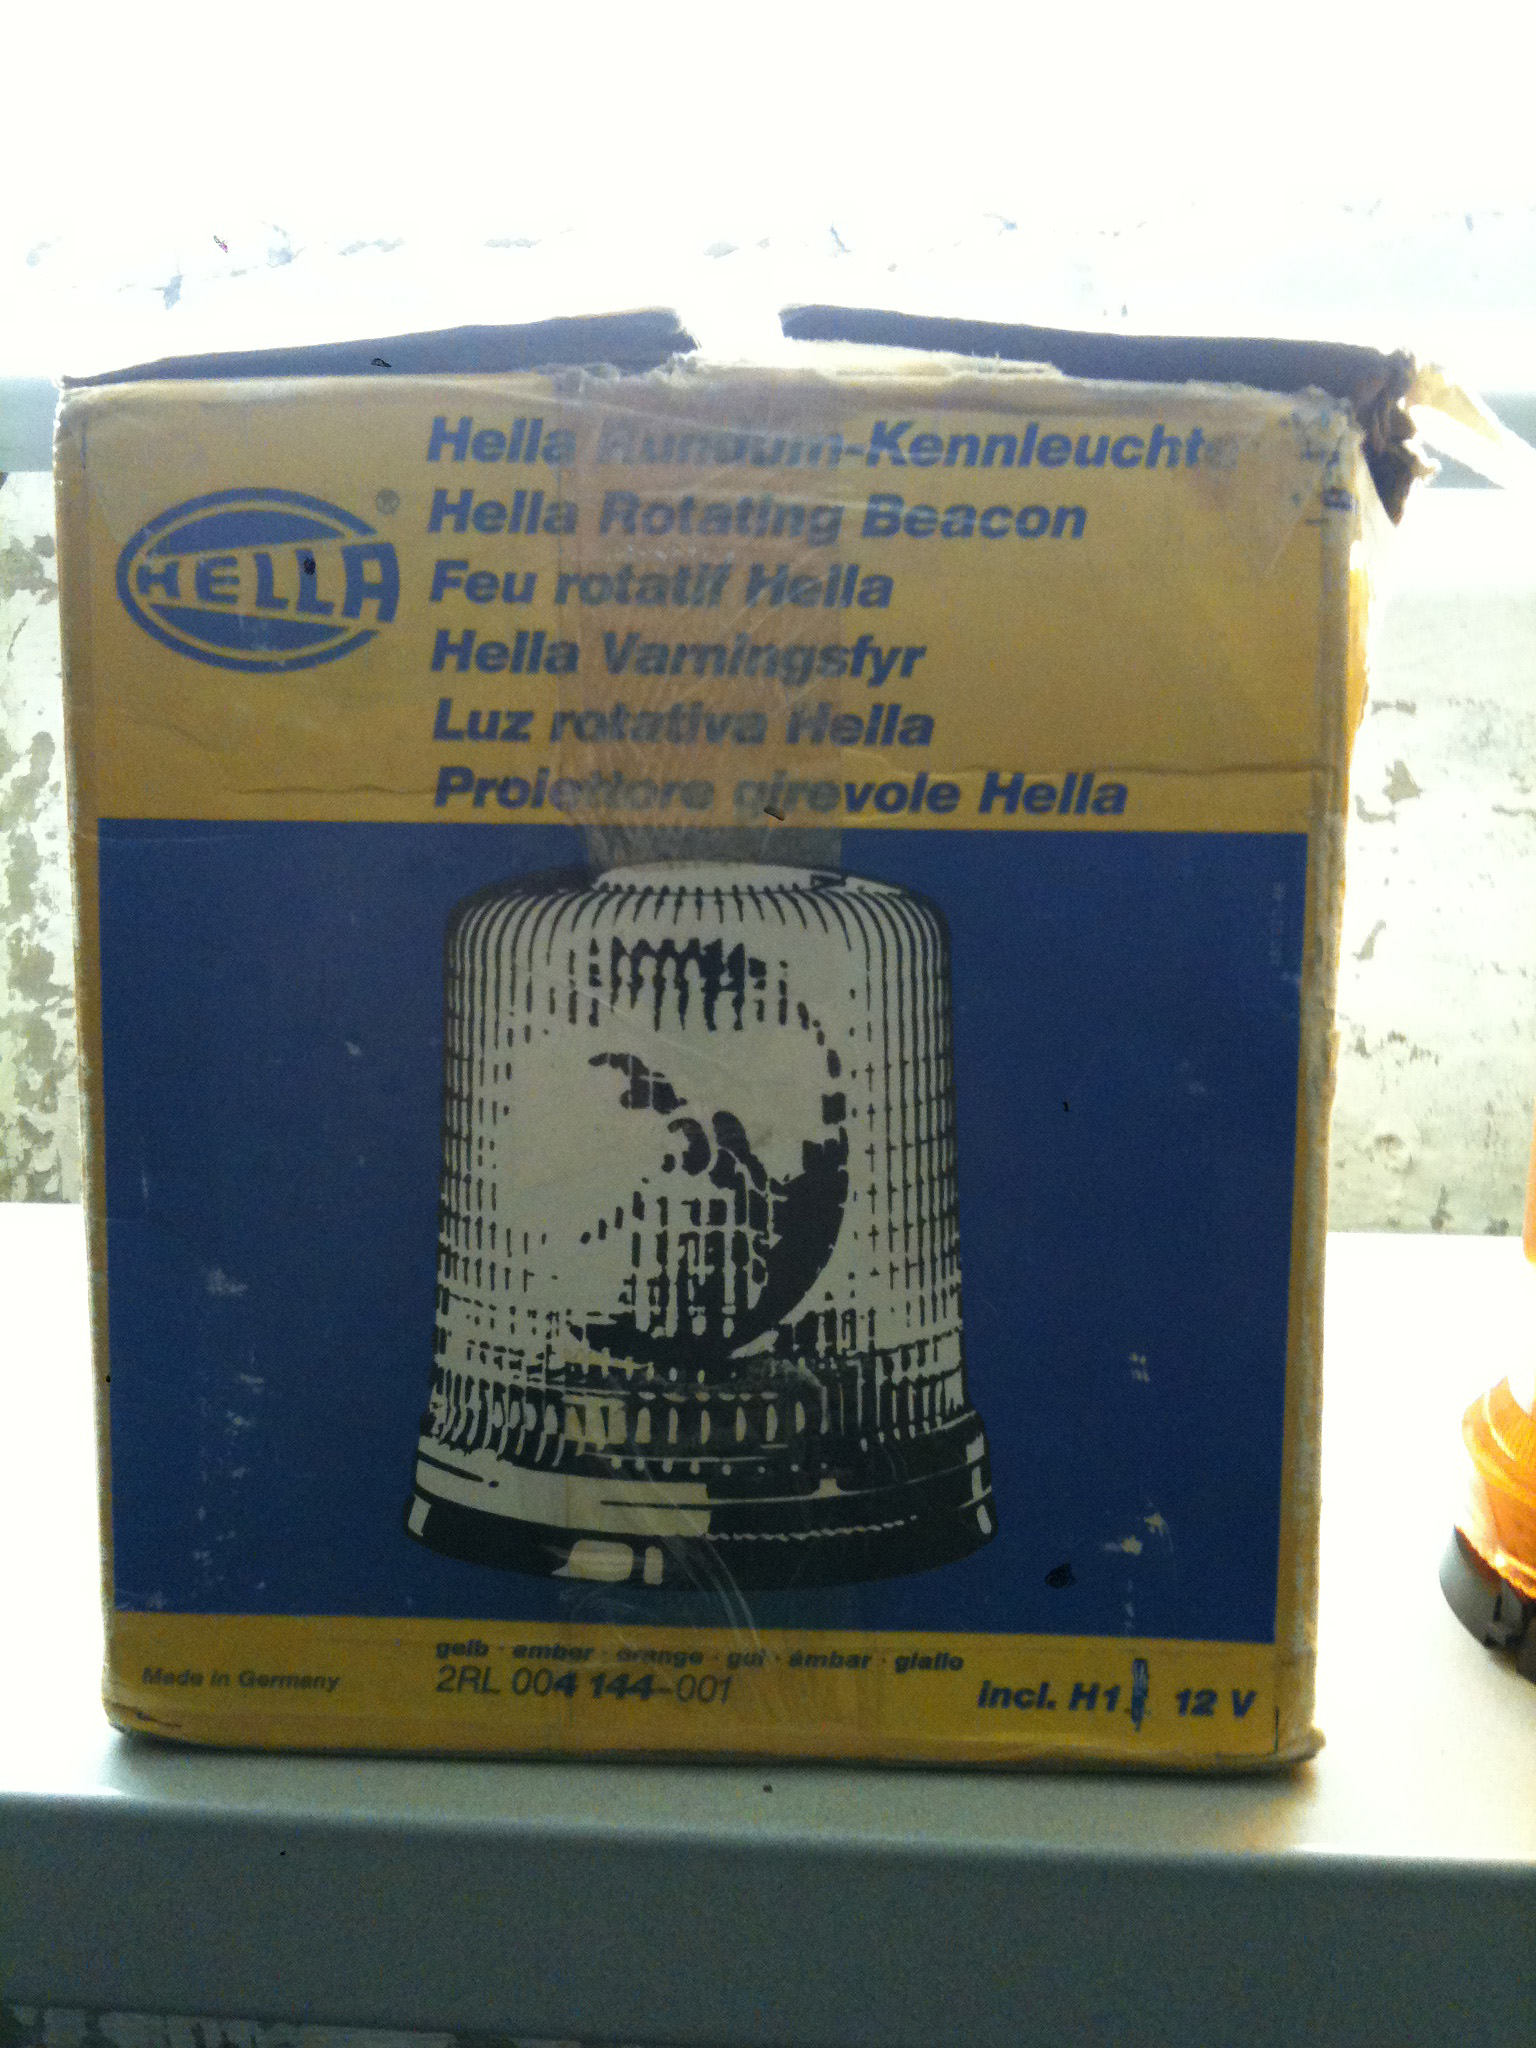 HELLA ®
Hella Rundum-Kennleuchte
Hella Rotating Beacon
Feu rotatif Hella
Hella Varningsfyr
Luz rotativa Hella
Proiettore girevole Hella
gelb · amber · orange · gul · ámbar · giallo
Made in Germany
2RL 004 144-001
incl. H1 12 V